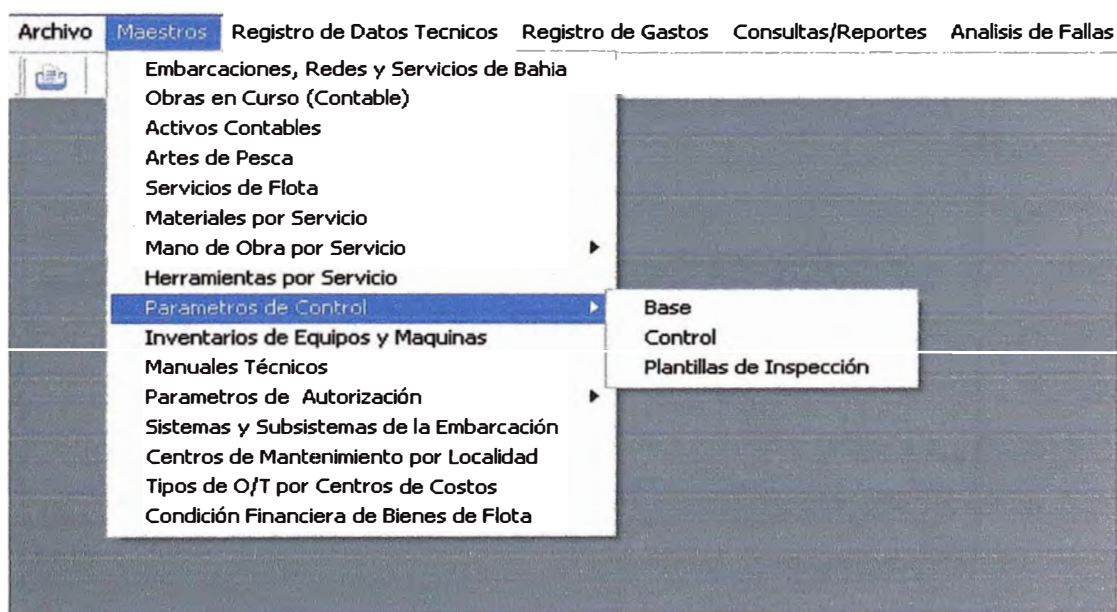 Archivo Maestros Registro de Datos Tecnicos Registro de Gastos Consultas/Reportes Analisis de Fallas
Embarcaciones, Redes y Servicios de Bahia
Obras en Curso (Contable)
Activos Contables
Artes de Pesca
Servicios de Flota
Materiales por Servicio
Mano de Obra por Servicio
Herramientas por Servicio
Parametros de Control
Inventarios de Equipos y Maquinas
Manuales Técnicos
Parametros de Autorización
Sistemas y Subsistemas de la Embarcación
Centros de Mantenimiento por Localidad
Tipos de O/T por Centros de Costos
Condición Financiera de Bienes de Flota
Base
Control
Plantillas de Inspección